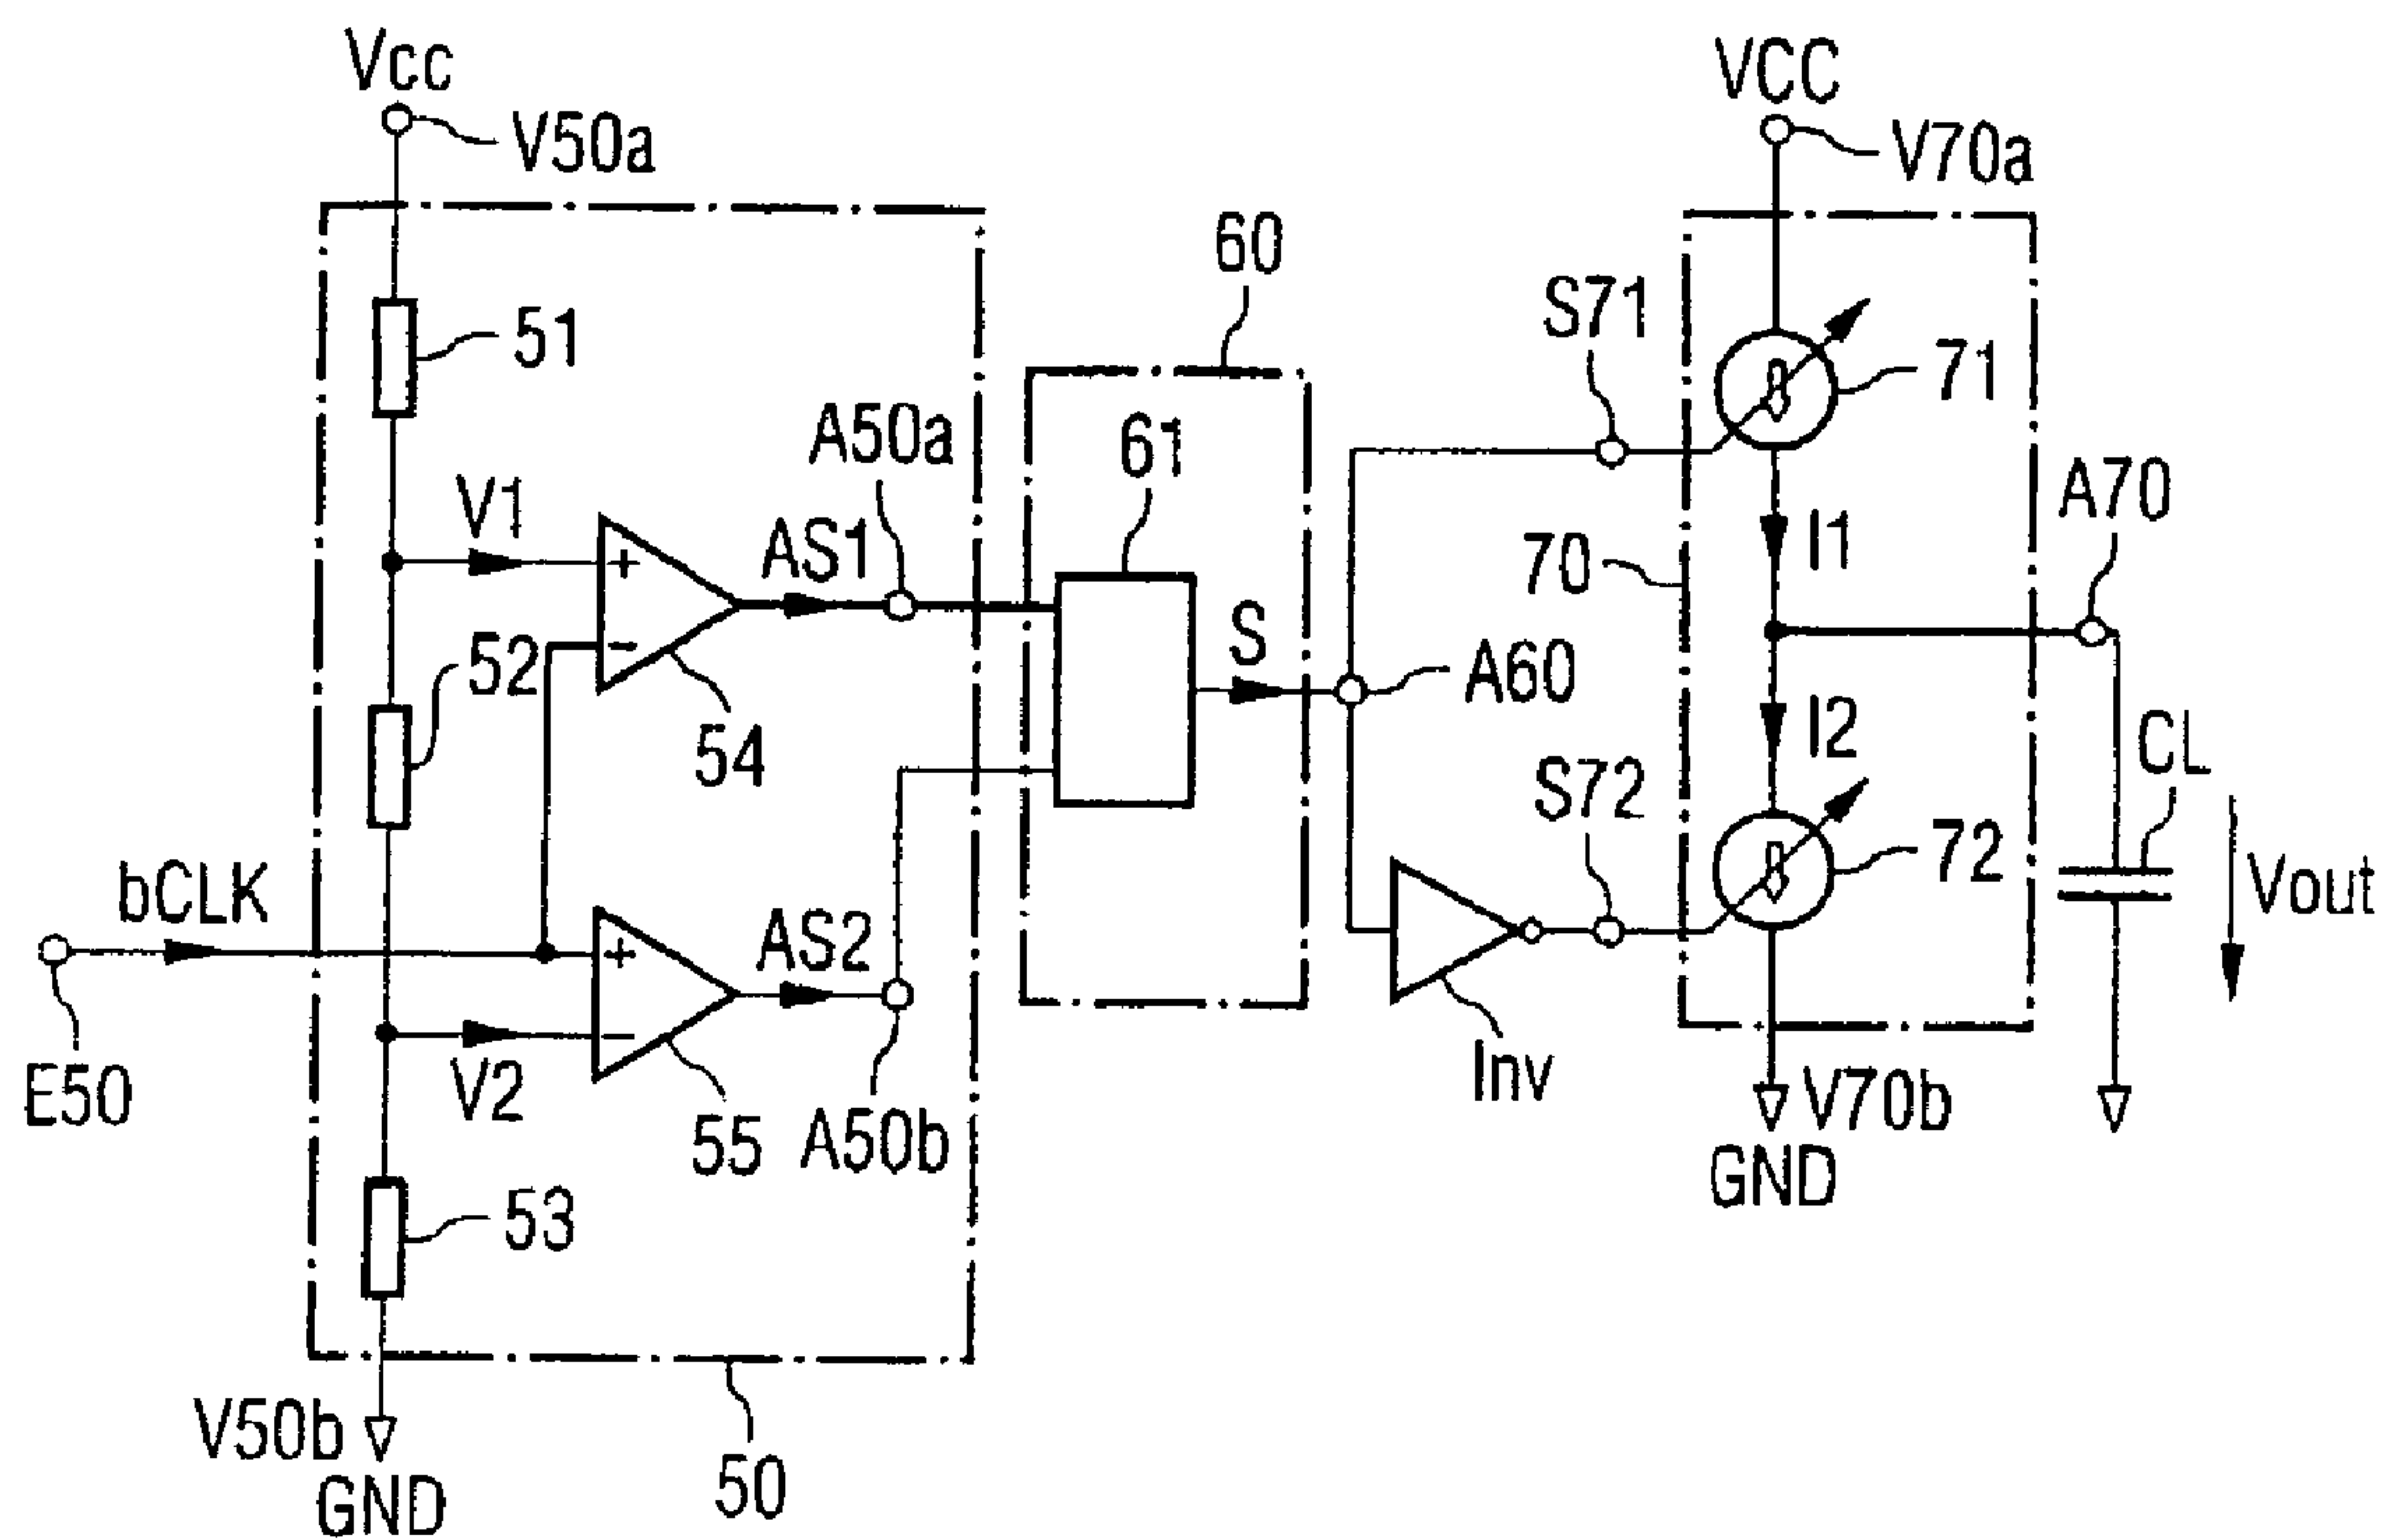 Vcc
V50a
VCC
V70a
60
51
S71
71
A50a
61
V1
AS1
A70
70
I1
+
−
52
S
A60
54
I2
CL
S72
bCLK
72
Vout
AS2
+
−
E50
V2
55
A50b
Inv
V70b
GND
53
V50b
GND
50